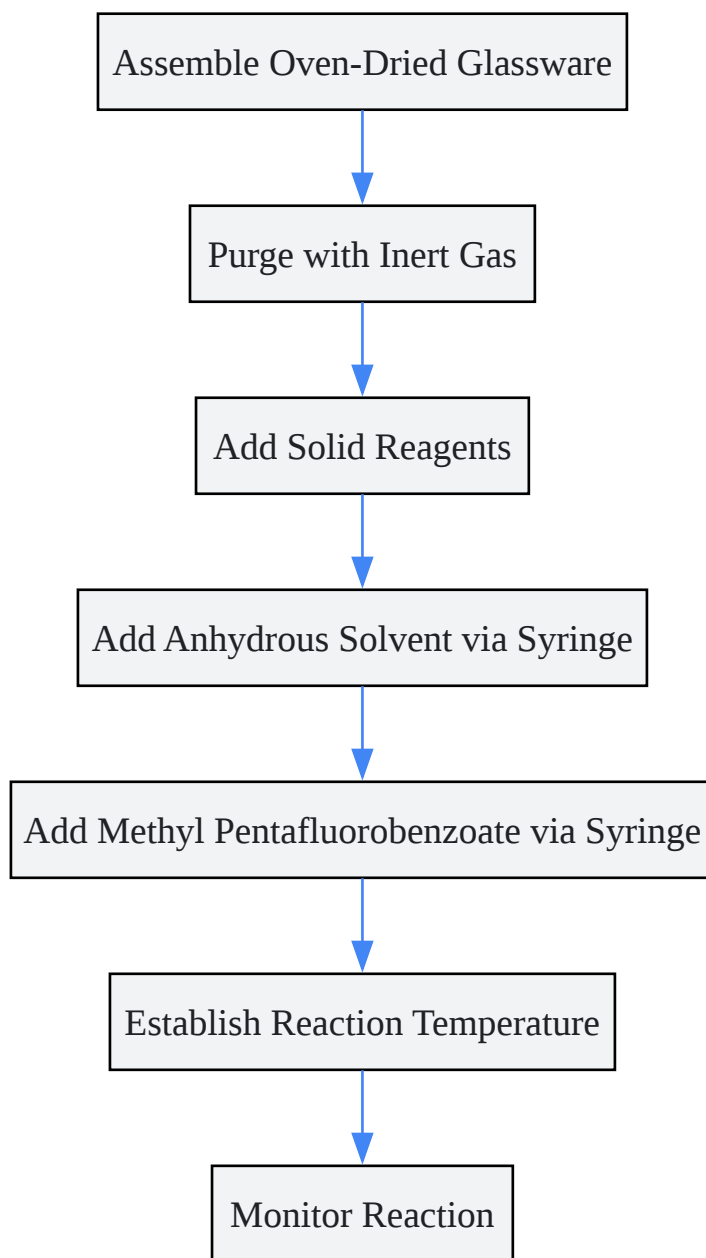 Assemble Oven-Dried Glassware
Purge with Inert Gas
Add Solid Reagents
Add Anhydrous Solvent via Syringe
Add Methyl Pentafluorobenzoate via Syringe
Establish Reaction Temperature
Monitor Reaction